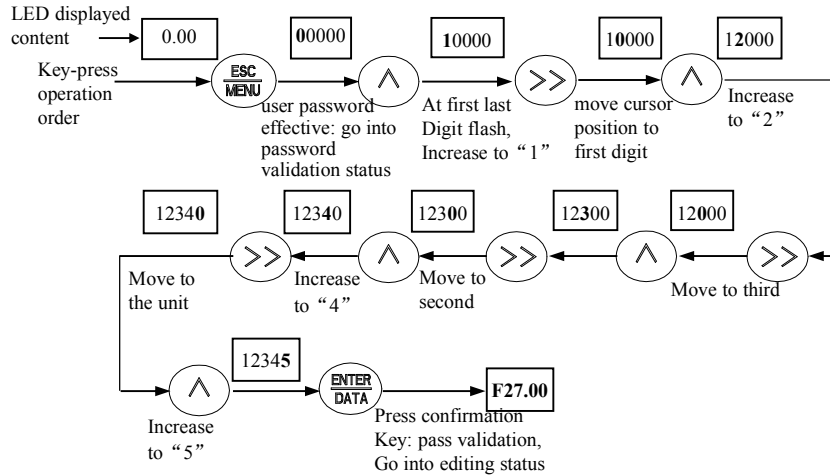 LED displayed
content
0.00
00000
10000
10000
12000
Key-press
operation
order
ESC
MENU
∧
>>
∧
user password
effective: go into
password
validation status
At first last
Digit flash,
Increase to “1”
move cursor
position to
first digit
Increase
to “2”
12340
12340
12300
12300
12000
>>
∧
>>
∧
>>
Move to
the unit
Increase
to “4”
Move to
second
Move to third
12345
∧
ENTER
DATA
F27.00
Increase
to “5”
Press confirmation
Key: pass validation,
Go into editing status